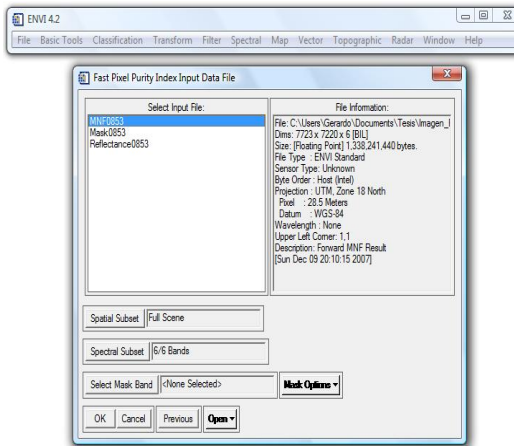 ENVI 4.2
File Basic Tools Classification Transform Filter Spectral Map Vector Topographic Radar Window Help
Fast Pixel Purity Index Input Data File
Select Input File:
MNF0853
Mask0853
Reflectance0853
File Information:
File: C:\Users\Gerardo\Documents\Tesis\Imagen_I
Dims: 7723 x 7220 x 6 [BIL]
Size: [Floating Point] 1,338,241,440 bytes.
File Type : ENVI Standard
Sensor Type: Unknown
Byte Order : Host (Intel)
Projection : UTM, Zone 18 North
Pixel : 28.5 Meters
Datum : WGS-84
Wavelength : None
Upper Left Corner: 1,1
Description: Forward MNF Result
[Sun Dec 09 20:10:15 2007]
Spatial Subset Full Scene
Spectral Subset 6/6 Bands
Select Mask Band <None Selected> Mask Options
OK Cancel Previous Open